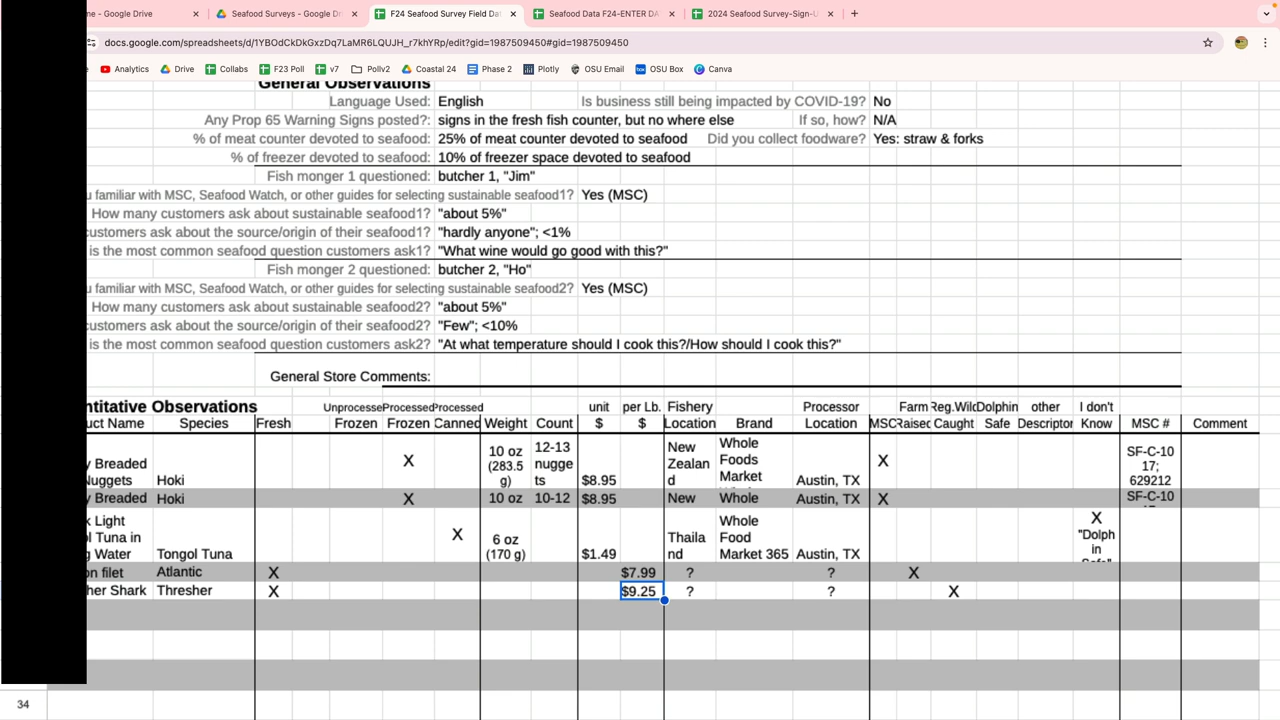 me - Google Drive
Seafood Surveys - Google Dri
F24 Seafood Survey Field Dat
Seafood Data F24-ENTER DA
2024 Seafood Survey-Sign-U
docs.google.com/spreadsheets/d/1YBOdCkDkGxzDq7LaMR6LQUJH_r7khYRp/edit?gid=1987509450#gid=1987509450
Analytics
Drive
Collabs
F23 Poll
v7
Pollv2
Coastal 24
Phase 2
Plotly
OSU Email
OSU Box
Canva
General Observations
Language Used: English Is business still being impacted by COVID-19? No
Any Prop 65 Warning Signs posted?: signs in the fresh fish counter, but no where else If so, how? N/A
% of meat counter devoted to seafood: 25% of meat counter devoted to seafood Did you collect foodware? Yes: straw & forks
% of freezer devoted to seafood: 10% of freezer space devoted to seafood
Fish monger 1 questioned: butcher 1, "Jim"
u familiar with MSC, Seafood Watch, or other guides for selecting sustainable seafood1? Yes (MSC)
How many customers ask about sustainable seafood1? "about 5%"
customers ask about the source/origin of their seafood1? "hardly anyone"; <1%
is the most common seafood question customers ask1? "What wine would go good with this?"
Fish monger 2 questioned: butcher 2, "Ho"
u familiar with MSC, Seafood Watch, or other guides for selecting sustainable seafood2? Yes (MSC)
How many customers ask about sustainable seafood2? "about 5%"
customers ask about the source/origin of their seafood2? "Few"; <10%
is the most common seafood question customers ask2? "At what temperature should I cook this?/How should I cook this?"
General Store Comments:
ntitative Observations Unprocesse Processed Processed unit per Lb. Fishery Processor Farm Reg.Wild Dolphin other I don't
uct Name Species Fresh Frozen Frozen Canned Weight Count $ $ Location Brand Location MSC Raised Caught Safe Descriptor Know MSC # Comment
y Breaded
Nuggets
Hoki
X
10 oz
(283.5
g)
12-13
nugge
ts
$8.95
New
Zealan
d
Whole
Foods
Market
Austin, TX
X
SF-C-10
17;
629212
y Breaded Hoki X 10 oz 10-12 $8.95 New Whole Austin, TX X SF-C-10
k Light
ol Tuna in
g Water
Tongol Tuna
X
6 oz
(170 g)
$1.49
Thaila
nd
Whole
Food
Market 365
Austin, TX
X
"Dolph
in
Safe"
on filet Atlantic X $7.99 ? ? X
her Shark Thresher X $9.25 ? ? X
34